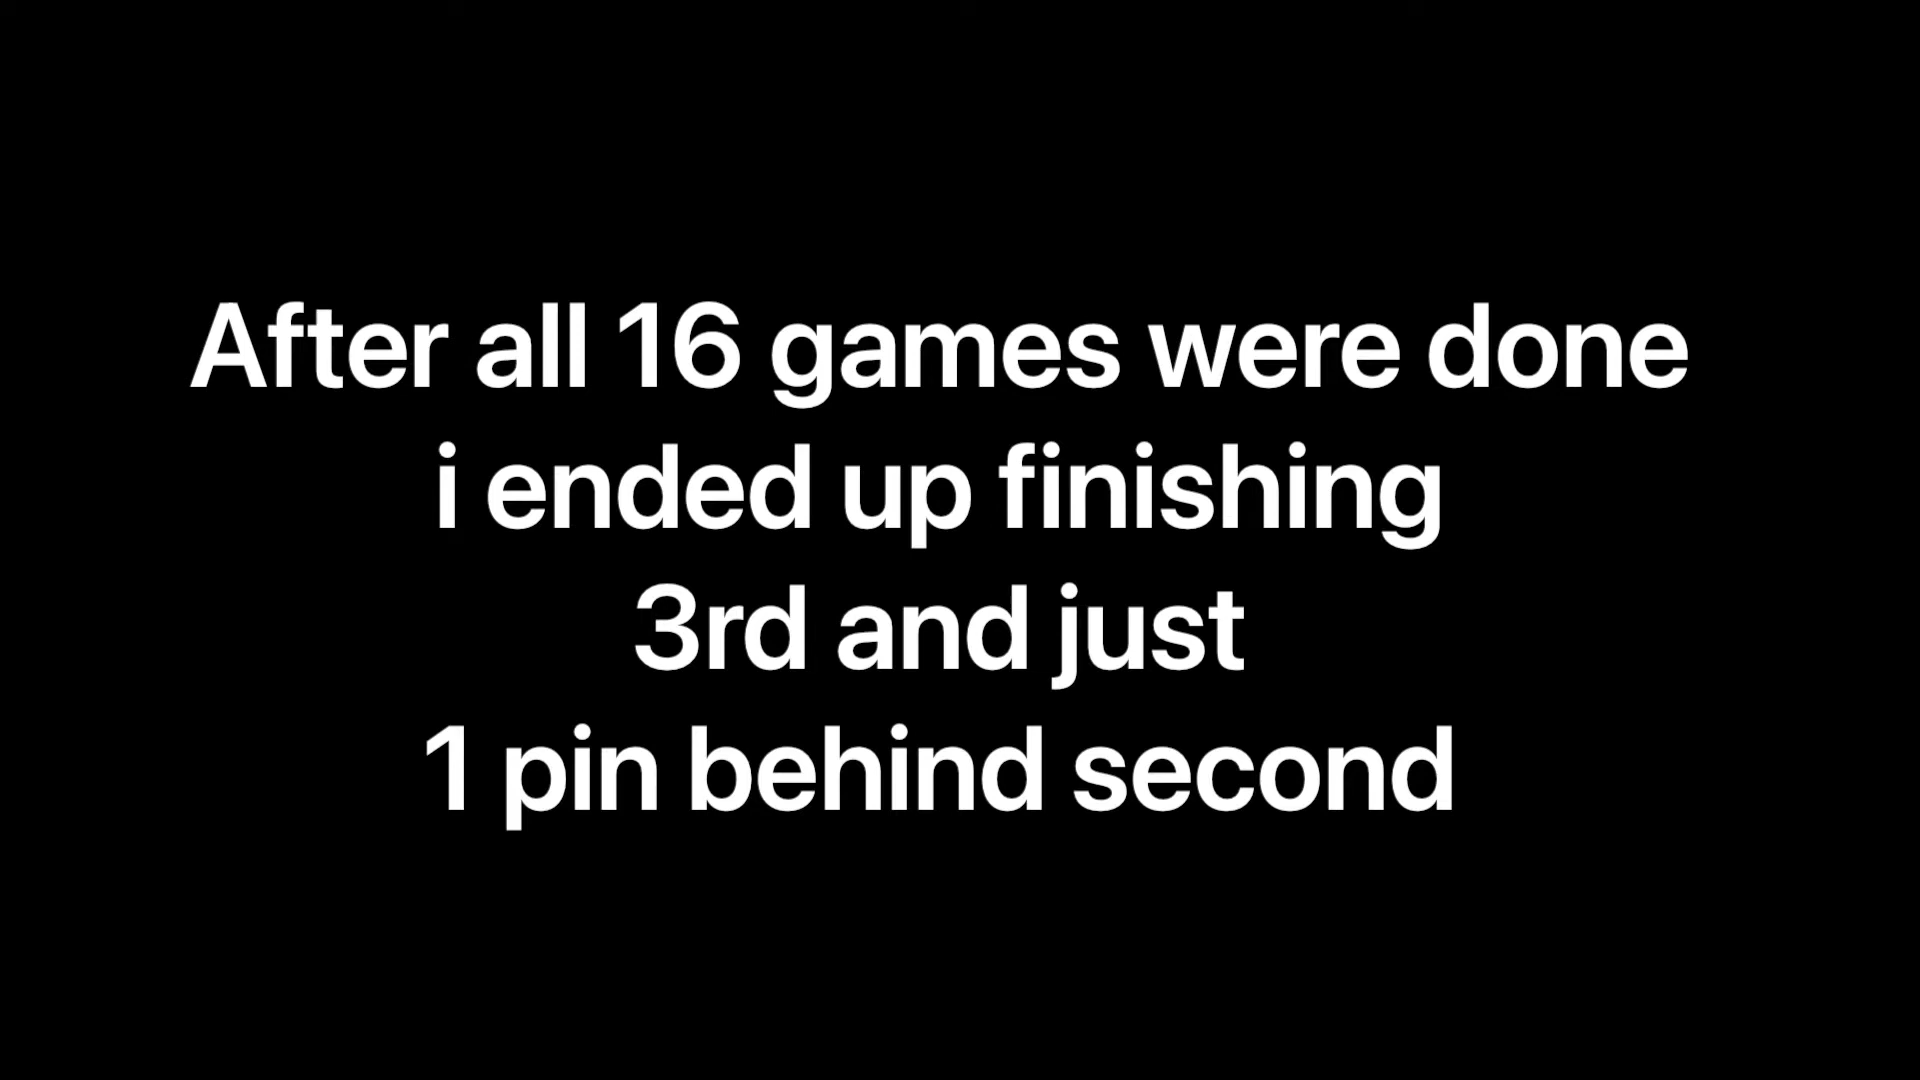 After all 16 games were done
i ended up finishing
3rd and just
1 pin behind second